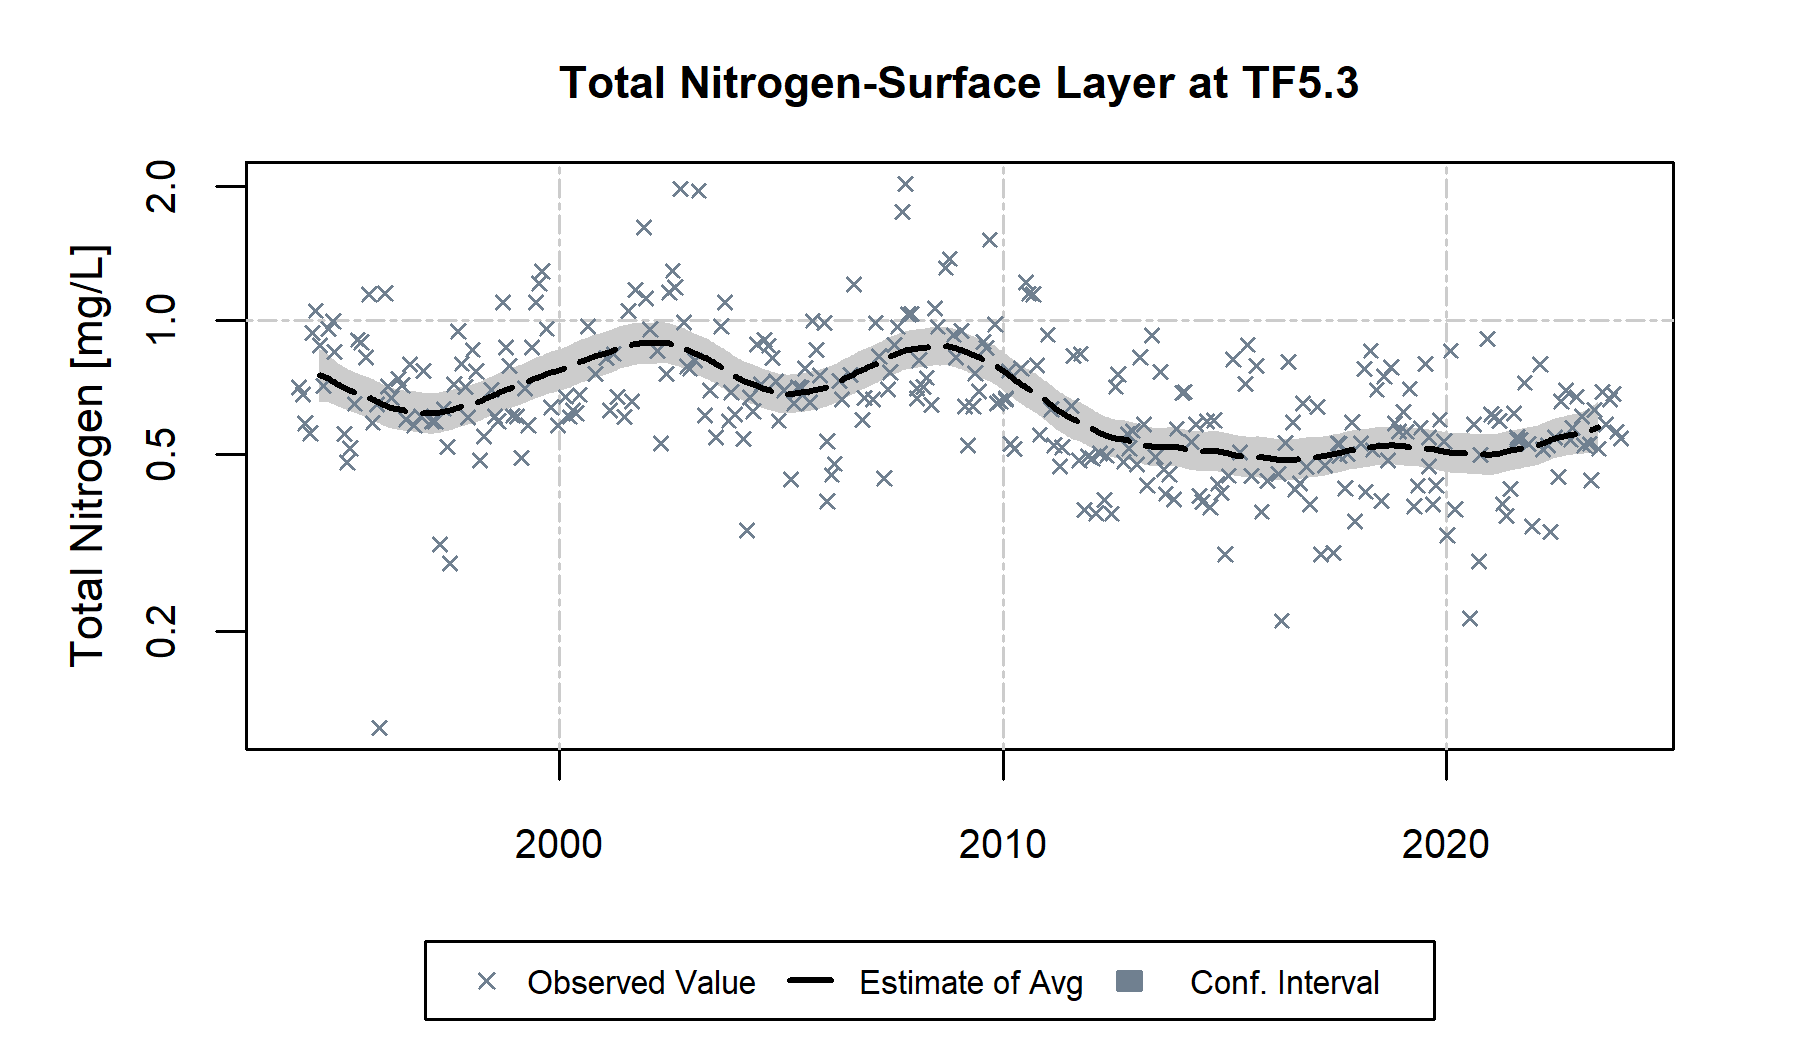 Total Nitrogen-Surface Layer at TF5.3
Total Nitrogen [mg/L]
2.0
1.0
0.5
0.2
2000
2010
2020
Observed Value
Estimate of Avg
Conf. Interval